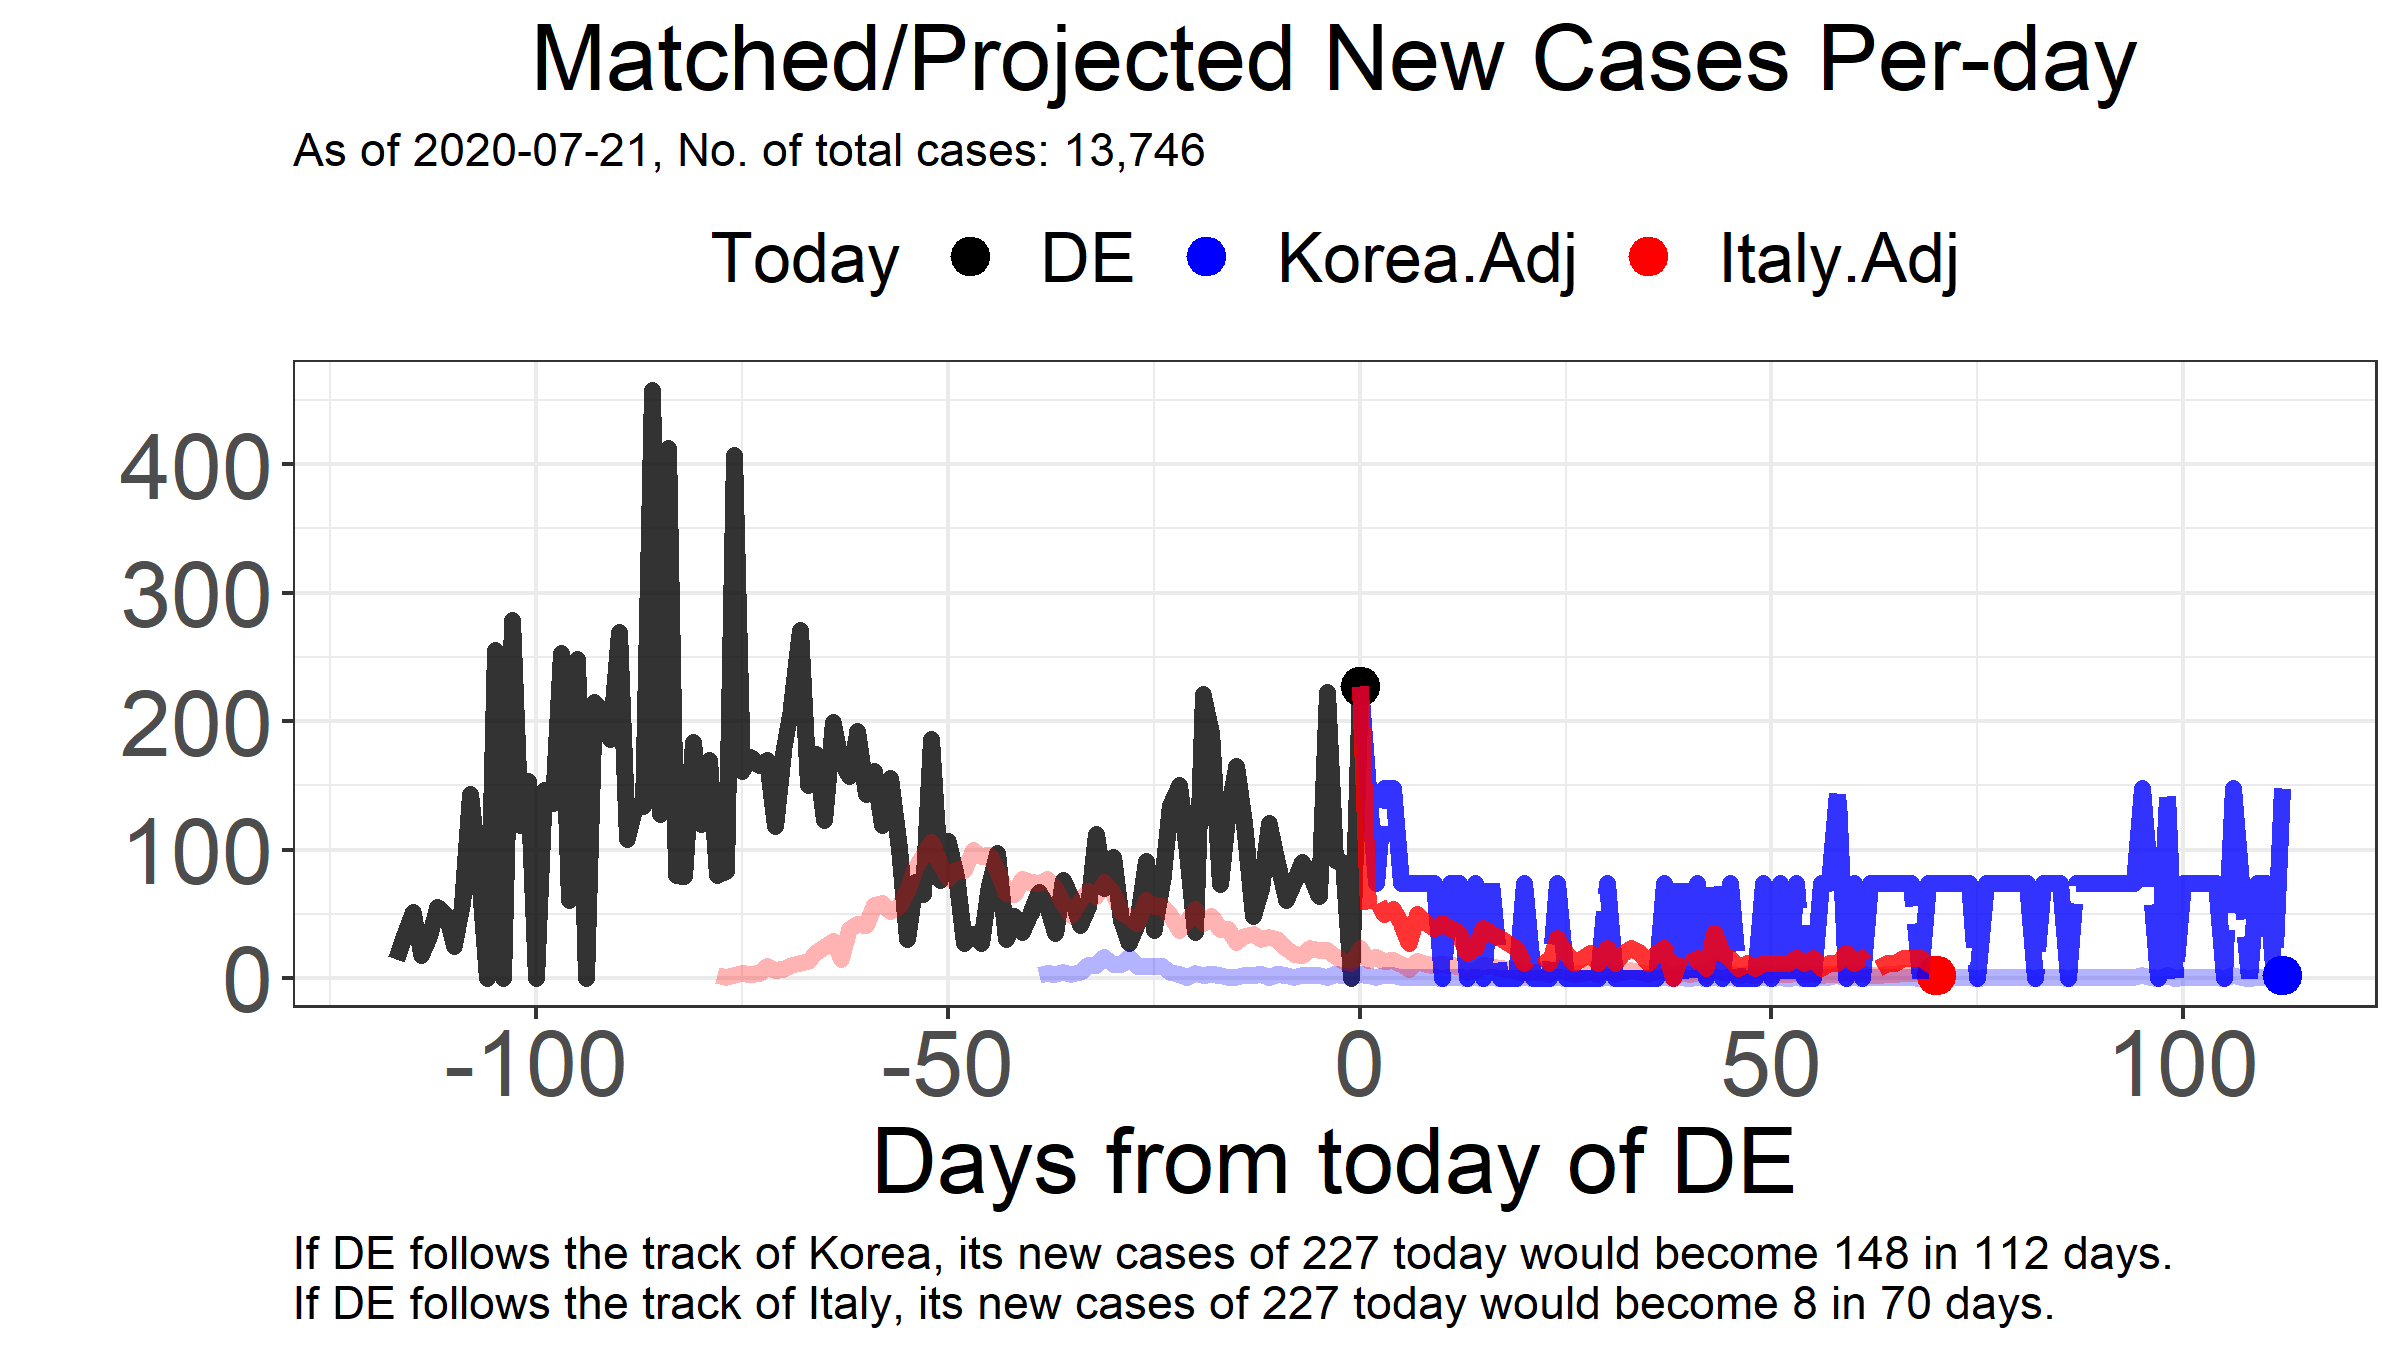 Matched/Projected New Cases Per-day
As of 2020-07-21, No. of total cases: 13,746
Today DE Korea.Adj Italy.Adj
400
300
200
100
0
-100 -50 0 50 100
Days from today of DE
If DE follows the track of Korea, its new cases of 227 today would become 148 in 112 days.
If DE follows the track of Italy, its new cases of 227 today would become 8 in 70 days.